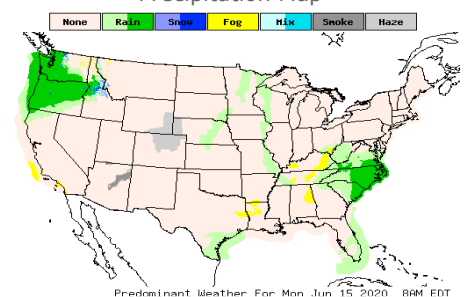 Precipitation Map
None Rain Snow Fog Mix Smoke Haze
Predominant Weather For Mon Jun 15 2020 8AM EDT